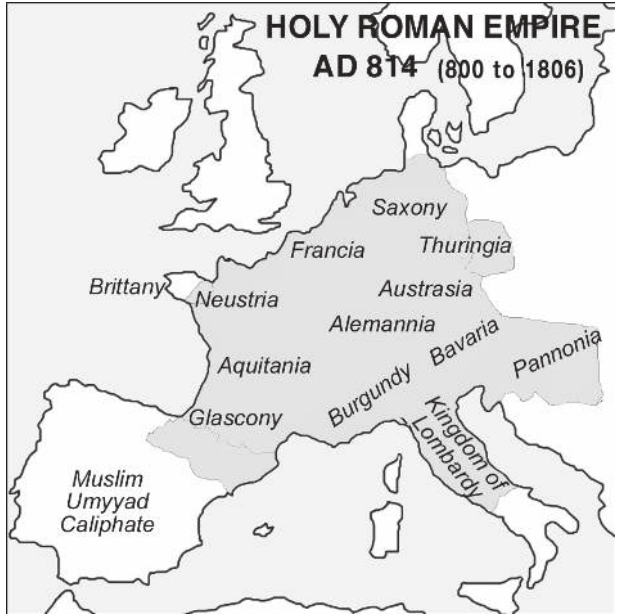 HOLY ROMAN EMPIRE
AD 814 (800 to 1806)
Saxony
Francia
Thuringia
Brittany
Neustria
Austrasia
Alemannia
Bavaria
Aquitania
Pannonia
Burgundy
Glascony
Kingdom of
Lombardy
Muslim
Umyyad
Caliphate